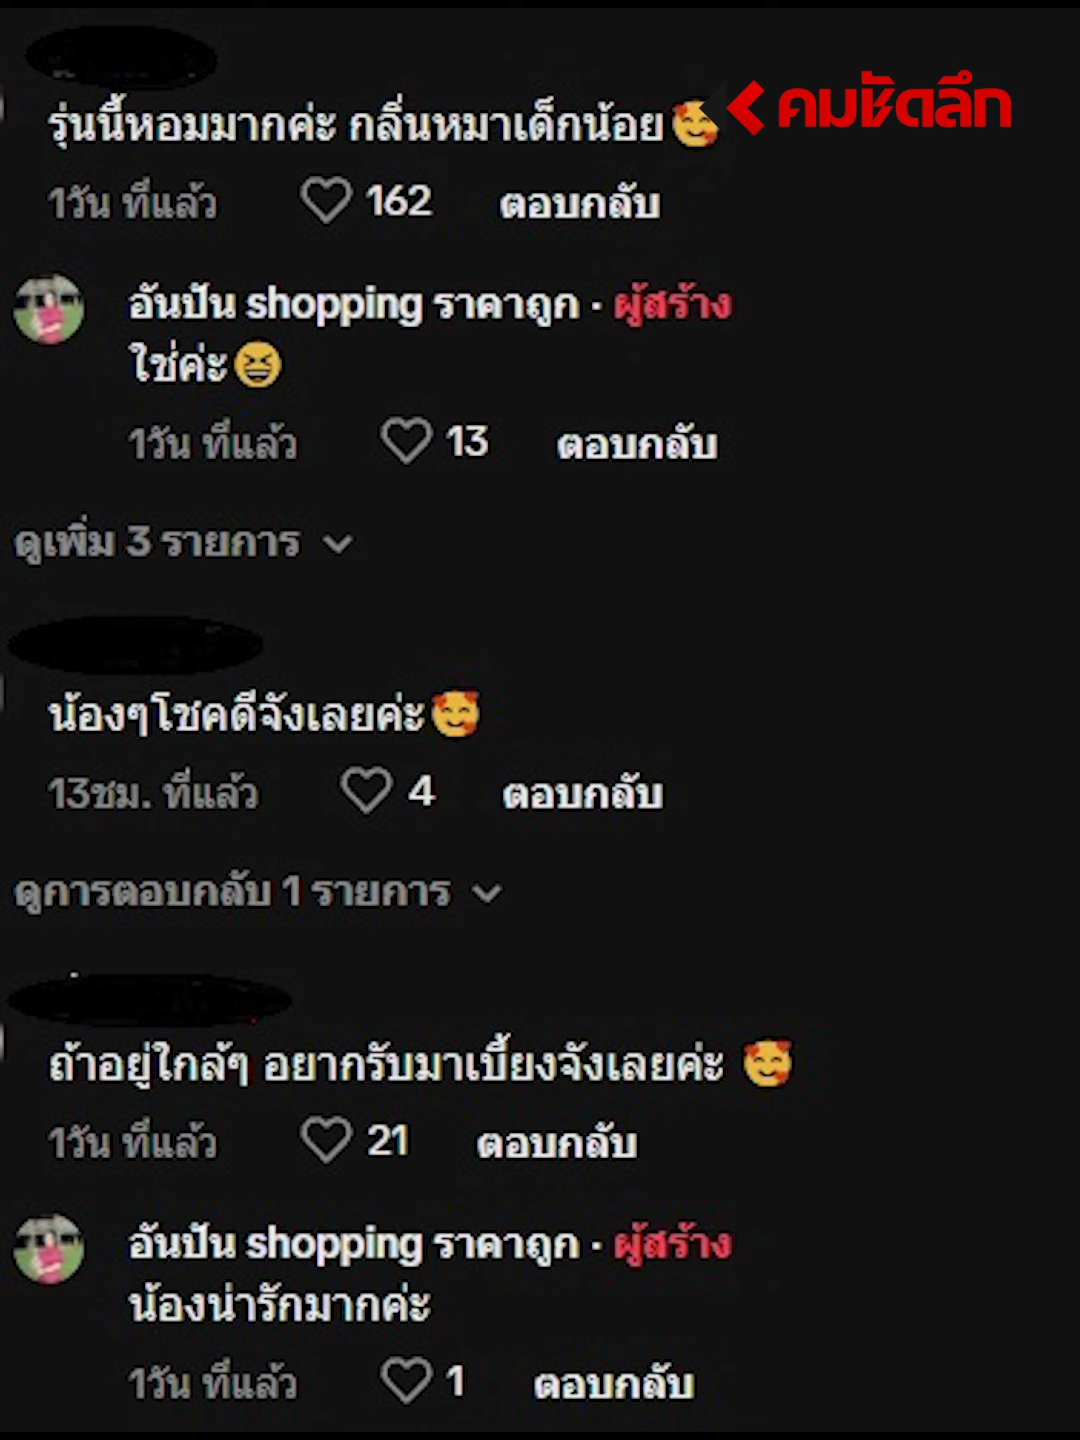 รุ่นนี้หอมมากค่ะ กลิ่นหมาเด็กน้อย🥰
คมชัดลึก
1วัน ที่แล้ว 162 ตอบกลับ
อันปัน shopping ราคาถูก · ผู้สร้าง
ใช่ค่ะ😆
1วัน ที่แล้ว 13 ตอบกลับ
ดูเพิ่ม 3 รายการ
น้องๆโชคดีจังเลยค่ะ🥰
13ชม. ที่แล้ว 4 ตอบกลับ
ดูการตอบกลับ 1 รายการ
ถ้าอยู่ใกล้ๆ อยากรับมาเบี้ยงจังเลยค่ะ 🥰
1วัน ที่แล้ว 21 ตอบกลับ
อันปัน shopping ราคาถูก · ผู้สร้าง
น้องน่ารักมากค่ะ
1วัน ที่แล้ว 1 ตอบกลับ